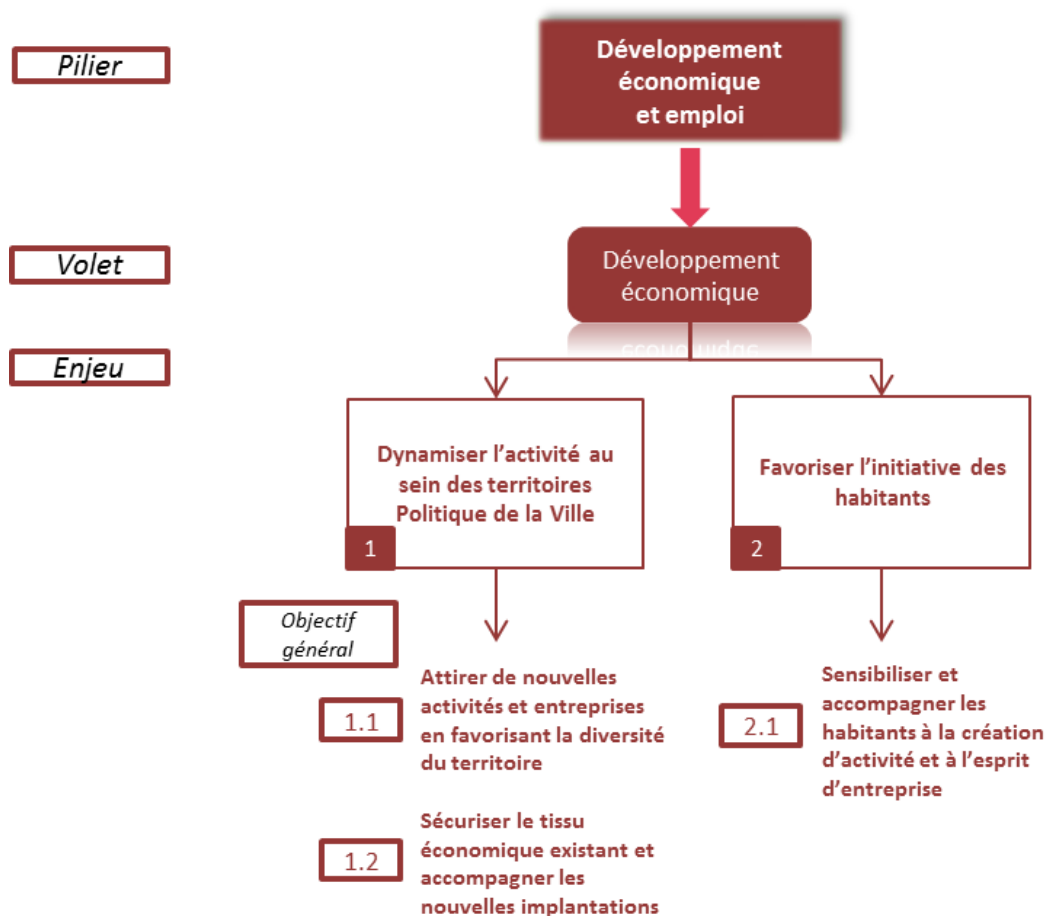 Pilier
Développement
économique
et emploi
Volet
Développement
économique
Enjeu
Dynamiser l'activité au
sein des territoires
Politique de la Ville
1
Favoriser l'initiative des
habitants
2
Objectif
général
1.1
Attirer de nouvelles
activités et entreprises
en favorisant la diversité
du territoire
1.2
Sécuriser le tissu
économique existant et
accompagner les
nouvelles implantations
2.1
Sensibiliser et
accompagner les
habitants à la création
d'activité et à l'esprit
d'entreprise